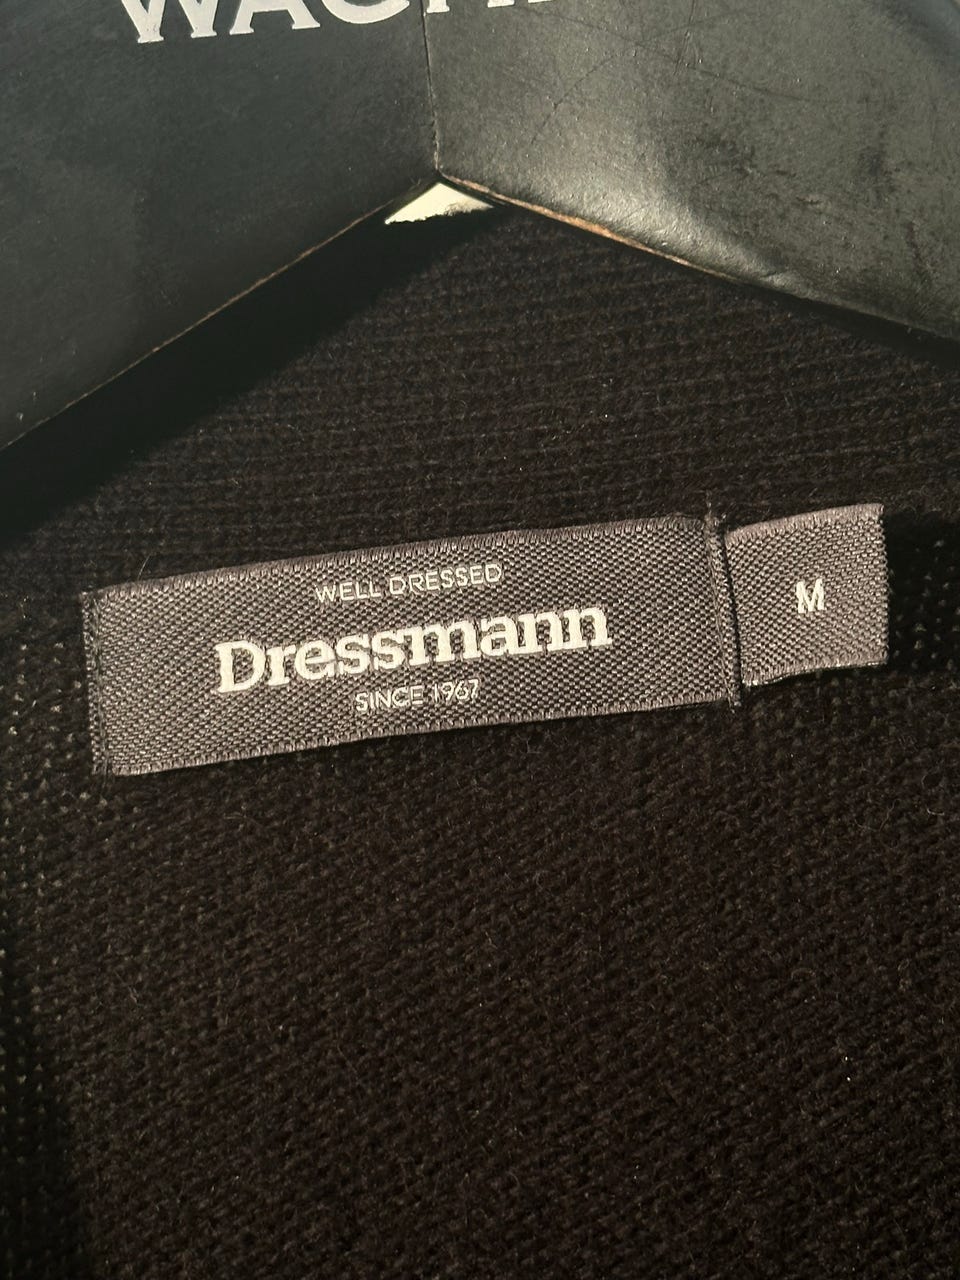 WELL DRESSED
Dressmann
SINCE 1967
M